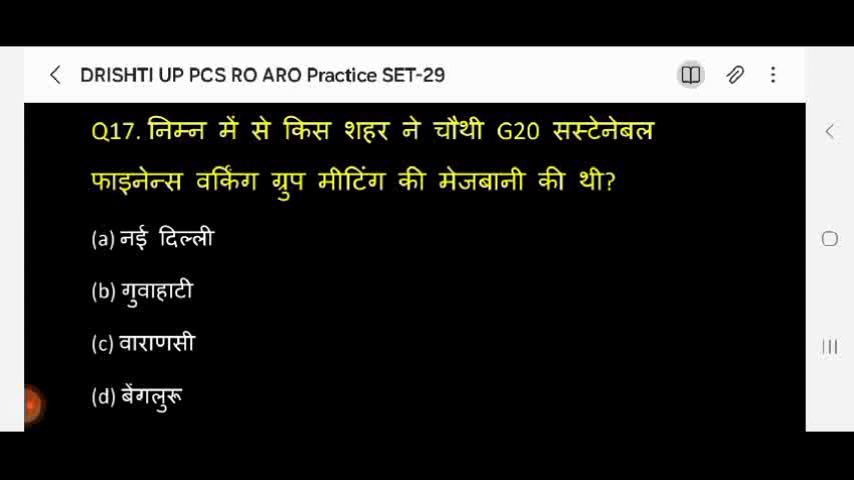 DRISHTI UP PCS RO ARO Practice SET-29
Q17. निम्न में से किस शहर ने चौथी G20 सस्टेनेबल
फाइनेन्स वर्किंग ग्रुप मीटिंग की मेजबानी की थी?
(a) नई दिल्ली
(b) गुवाहाटी
(c) वाराणसी
(d) बेंगलुरू